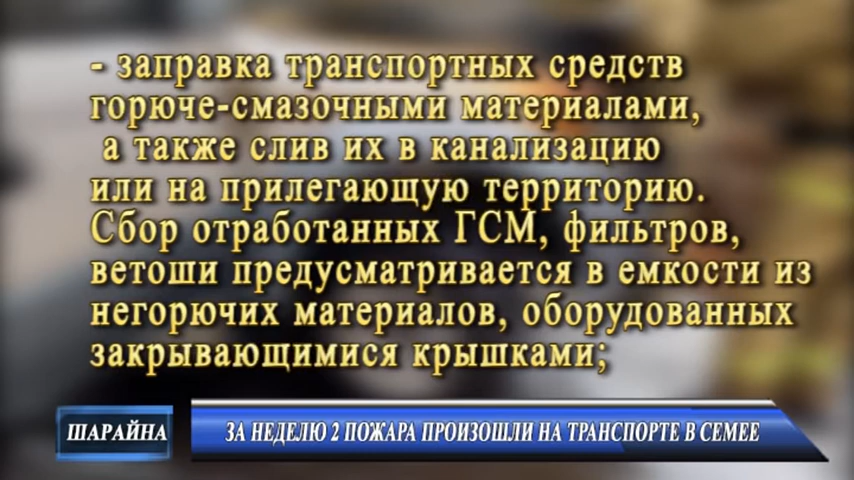 - заправка транспортных средств
горюче-смазочными материалами,
а также слив их в канализацию
или на прилегающую территорию.
Сбор отработанных ГСМ, фильтров,
ветоши предусматривается в емкости из
негорючих материалов, оборудованных
закрывающимися крышками;
ШАРАЙНА
ЗА НЕДЕЛЮ 2 ПОЖАРА ПРОИЗОШЛИ НА ТРАНСПОРТЕ В СЕМЕЕ